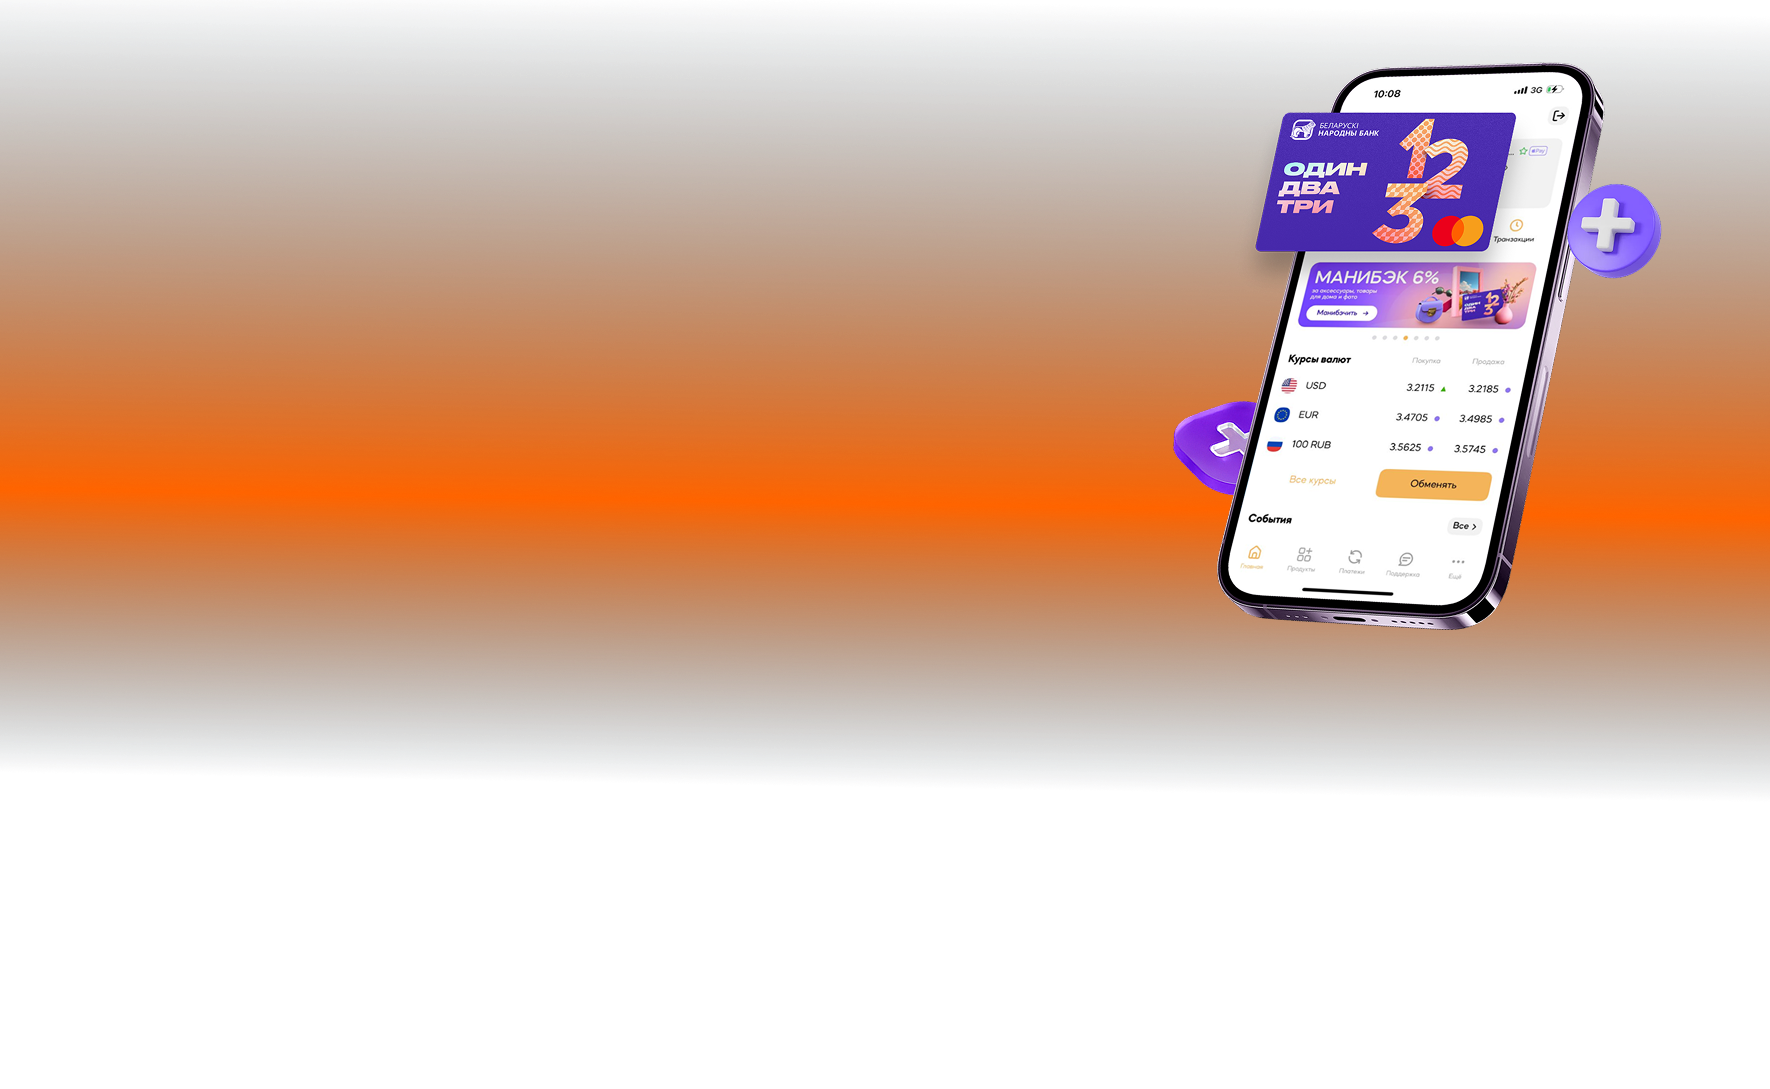 10:08
3G
БЕЛАРУСКІ
НАРОДНЫ БАНК
ОДИН
ДВА
ТРИ
1 2 3
Pay
Транзакции
МАНИБЭК 6%
за аксессуары, товары
для дома и фото
Манибэчить →
Курсы валют Покупка Продажа
USD 3.2115 3.2185
EUR 3.4705 3.4985
100 RUB 3.5625 3.5745
Все курсы Обменять
События Все >
Главная Продукты Платежи Поддержка Ещё